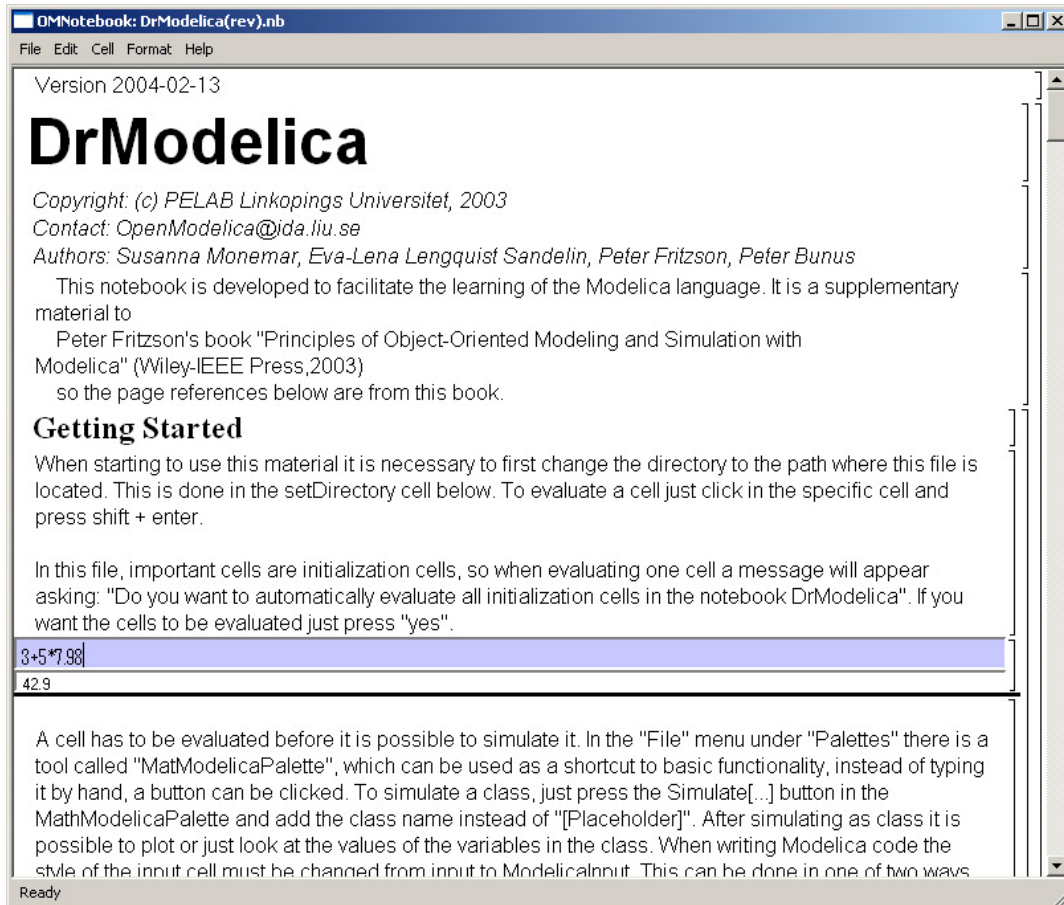 OMNotebook: DrModelica(rev).nb
File Edit Cell Format Help
Version 2004-02-13
DrModelica
Copyright: (c) PELAB Linkopings Universitet, 2003
Contact: OpenModelica@ida.liu.se
Authors: Susanna Monemar, Eva-Lena Lengquist Sandelin, Peter Fritzson, Peter Bunus
This notebook is developed to facilitate the learning of the Modelica language. It is a supplementary
material to
Peter Fritzson's book "Principles of Object-Oriented Modeling and Simulation with
Modelica" (Wiley-IEEE Press,2003)
so the page references below are from this book.
Getting Started
When starting to use this material it is necessary to first change the directory to the path where this file is
located. This is done in the setDirectory cell below. To evaluate a cell just click in the specific cell and
press shift + enter.
In this file, important cells are initialization cells, so when evaluating one cell a message will appear
asking: "Do you want to automatically evaluate all initialization cells in the notebook DrModelica". If you
want the cells to be evaluated just press "yes".
3+5*7.98
42.9
A cell has to be evaluated before it is possible to simulate it. In the "File" menu under "Palettes" there is a
tool called "MatModelicaPalette", which can be used as a shortcut to basic functionality, instead of typing
it by hand, a button can be clicked. To simulate a class, just press the Simulate[...] button in the
MathModelicaPalette and add the class name instead of "[Placeholder]". After simulating as class it is
possible to plot or just look at the values of the variables in the class. When writing Modelica code the
style of the input cell must be changed from input to ModelicaInput. This can be done in one of two ways
Ready